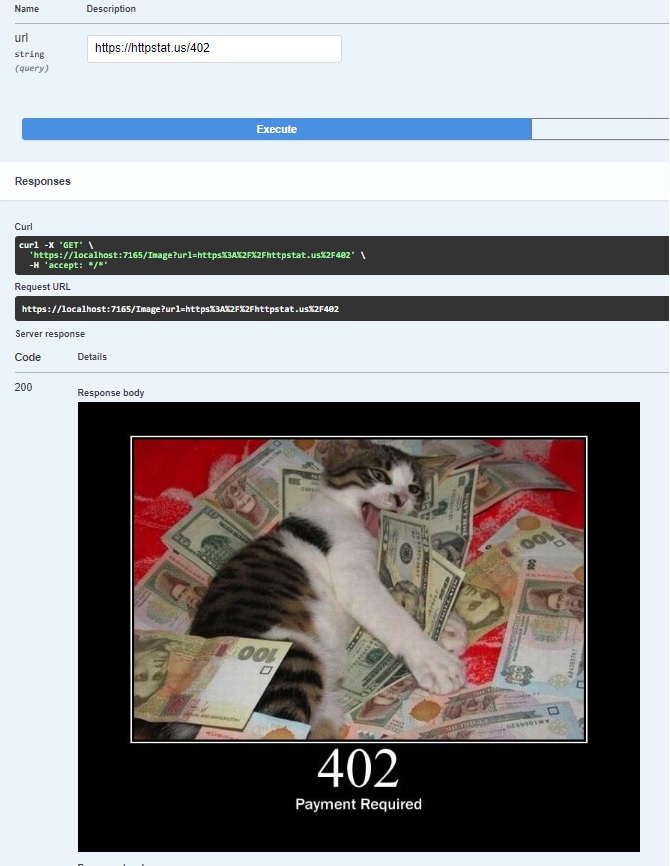 Name Description
url
string
(query)
https://httpstat.us/402
Execute
Responses
Curl
curl -X 'GET' \
'https://localhost:7165/Image?url=https%3A%2F%2Fhttpstat.us%2F402' \
-H 'accept: */*'
Request URL
https://localhost:7165/Image?url=https%3A%2F%2Fhttpstat.us%2F402
Server response
Code Details
200
Response body
100
100
402
Payment Required